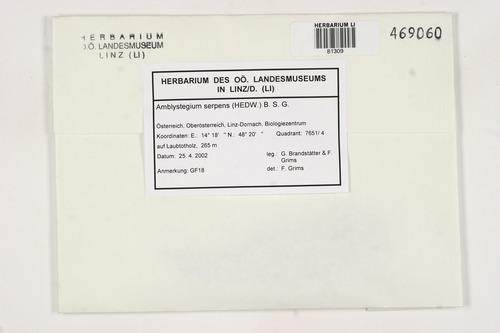 HERBARIUM
OÖ. LANDESMUSEUM
LINZ (LI)
HERBARIUM LI
81309
469060
HERBARIUM DES OÖ. LANDESMUSEUMS
IN LINZ/D. (LI)
Amblystegium serpens (HEDW.) B. S. G.
Österreich, Oberösterreich, Linz-Dornach, Biologiezentrum
Koordinaten: E.: 14° 18' " N.: 48° 20' " Quadrant: 7651/ 4
auf Laubtotholz, 265 m
Datum: 25. 4. 2002
leg.: G. Brandstätter & F. Grims
Anmerkung: GF18
det.: F. Grims